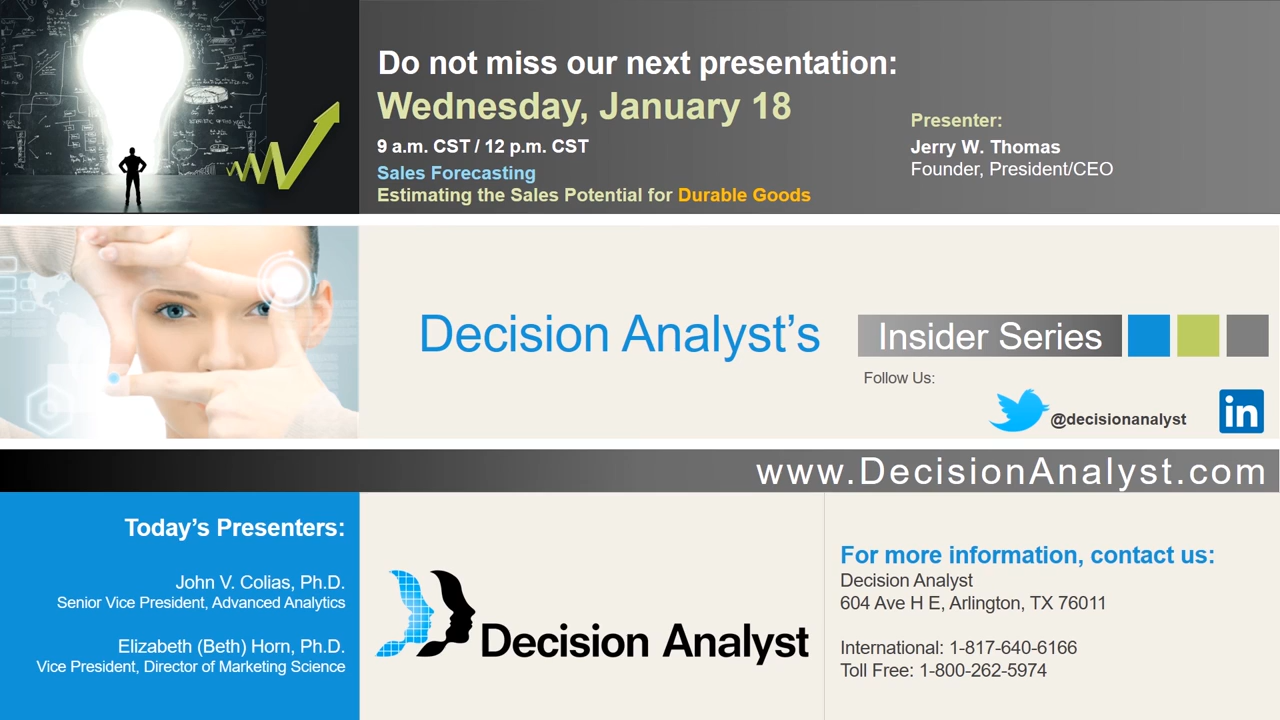 Do not miss our next presentation:
Wednesday, January 18
9 a.m. CST / 12 p.m. CST
Sales Forecasting
Estimating the Sales Potential for Durable Goods
Presenter:
Jerry W. Thomas
Founder, President/CEO
Decision Analyst's
Insider Series
Follow Us:
@decisionanalyst
in
www.DecisionAnalyst.com
Today's Presenters:
John V. Colias, Ph.D.
Senior Vice President, Advanced Analytics
Elizabeth (Beth) Horn, Ph.D.
Vice President, Director of Marketing Science
Decision Analyst
For more information, contact us:
Decision Analyst
604 Ave H E, Arlington, TX 76011
International: 1-817-640-6166
Toll Free: 1-800-262-5974